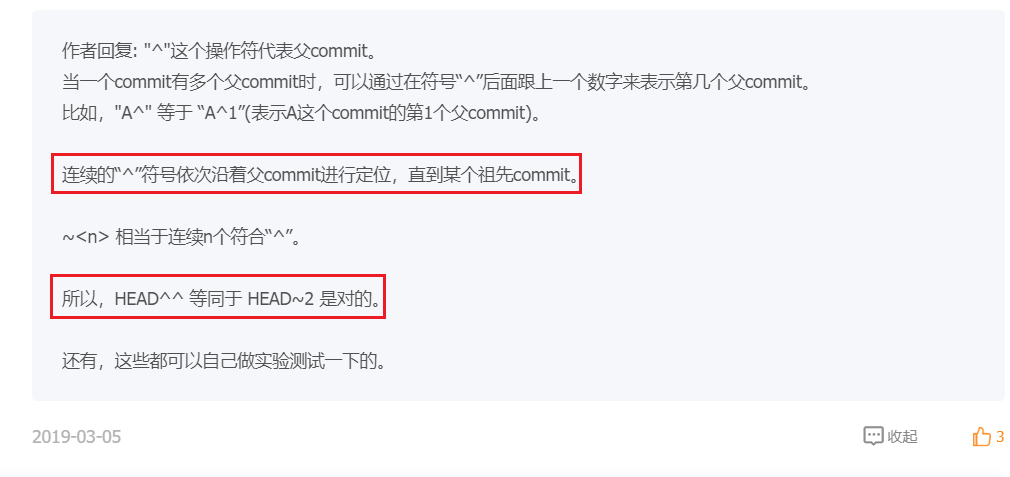 作者回复: "^"这个操作符代表父commit。
当一个commit有多个父commit时，可以通过在符号“^”后面跟上一个数字来表示第几个父commit。
比如，"A^" 等于 “A^1”(表示A这个commit的第1个父commit)。
连续的“^”符号依次沿着父commit进行定位，直到某个祖先commit。
~<n> 相当于连续n个符合“^”。
所以，HEAD^^ 等同于 HEAD~2 是对的。
还有，这些都可以自己做实验测试一下的。
2019-03-05 收起 3